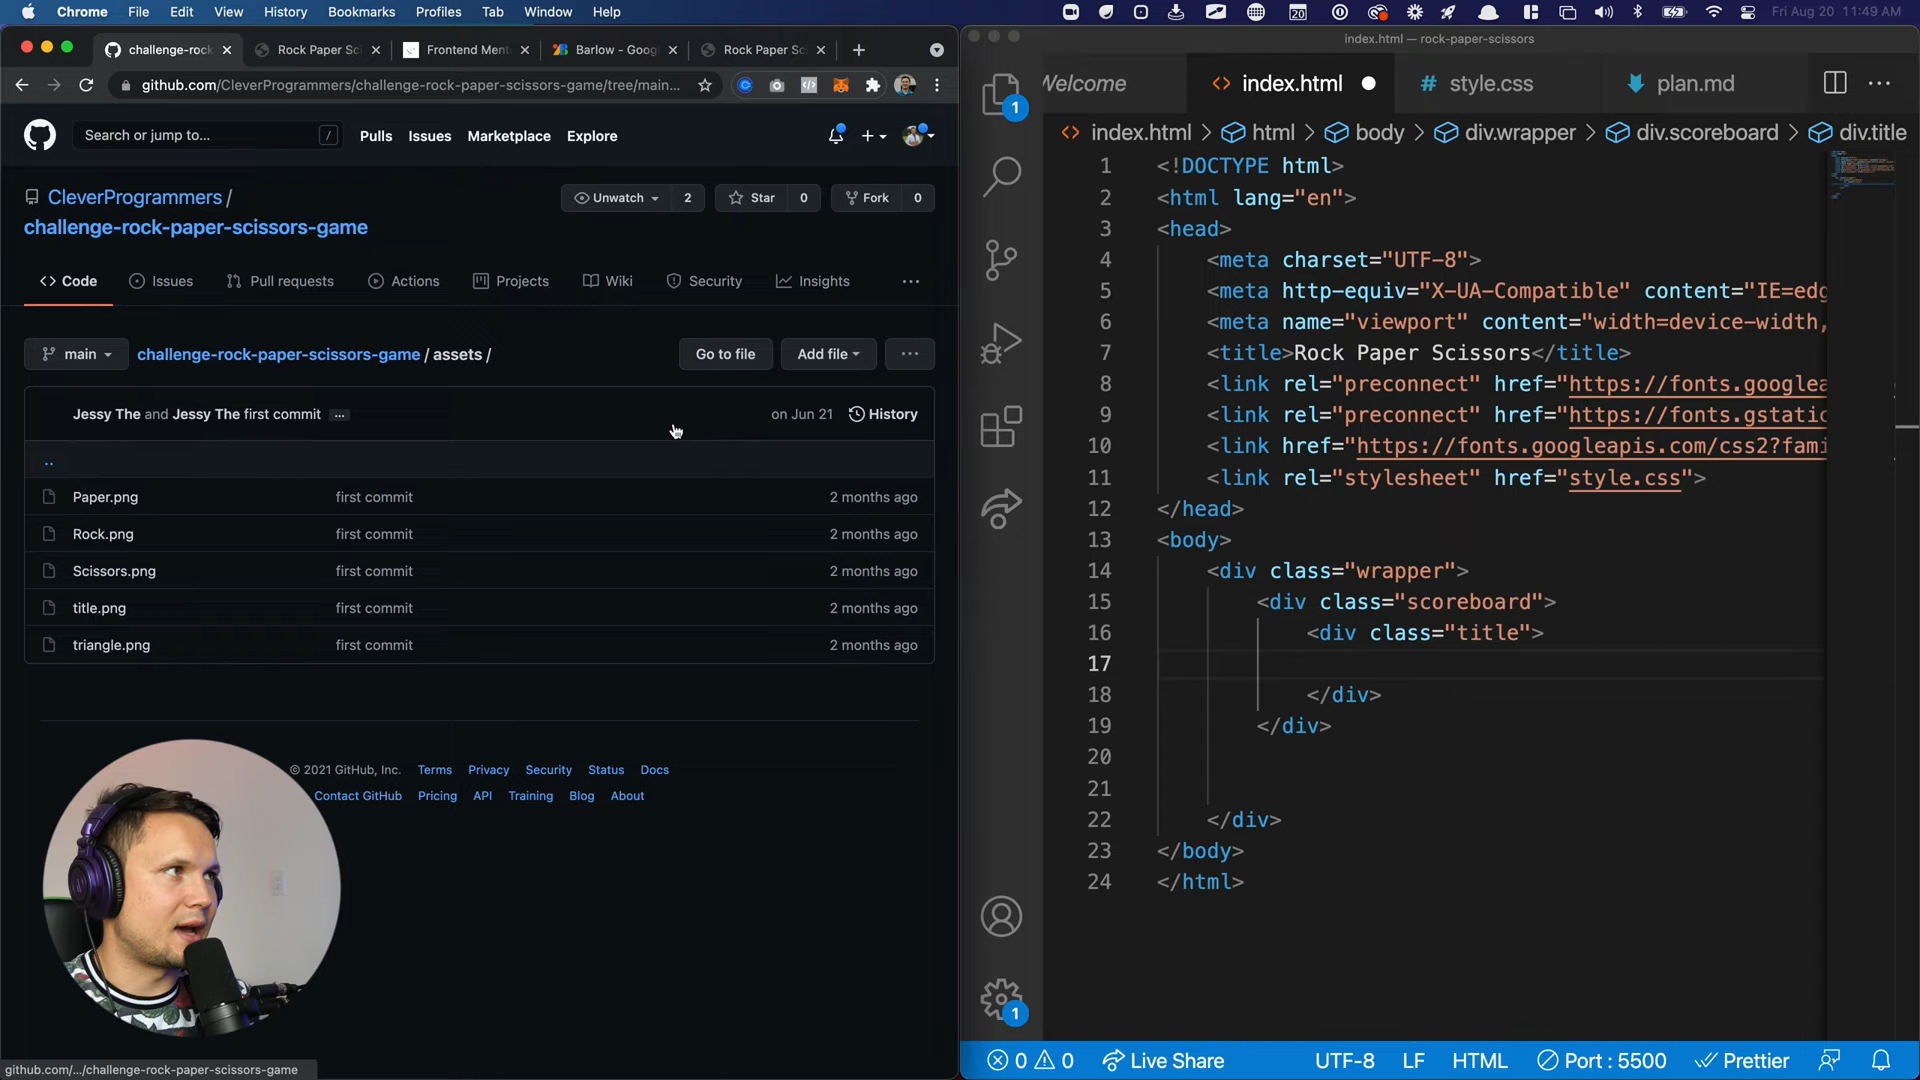 Chrome File Edit View History Bookmarks Profiles Tab Window Help
20 Fri Aug 20 11:49 AM
challenge-rock Rock Paper Sci Frontend Ment Barlow - Goog Rock Paper Sci
github.com/CleverProgrammers/challenge-rock-paper-scissors-game/tree/main...
Search or jump to... / Pulls Issues Marketplace Explore
CleverProgrammers / Unwatch 2 Star 0 Fork 0
challenge-rock-paper-scissors-game
Code Issues Pull requests Actions Projects Wiki Security Insights ...
main challenge-rock-paper-scissors-game / assets / Go to file Add file ...
Jessy The and Jessy The first commit ... on Jun 21 History
..
Paper.png first commit 2 months ago
Rock.png first commit 2 months ago
Scissors.png first commit 2 months ago
title.png first commit 2 months ago
triangle.png first commit 2 months ago
© 2021 GitHub, Inc. Terms Privacy Security Status Docs
Contact GitHub Pricing API Training Blog About
github.com/.../challenge-rock-paper-scissors-game
index.html — rock-paper-scissors
Welcome index.html style.css plan.md
index.html > html > body > div.wrapper > div.scoreboard > div.title
1
1 <!DOCTYPE html>
2 <html lang="en">
3 <head>
4 <meta charset="UTF-8">
5 <meta http-equiv="X-UA-Compatible" content="IE=edg
6 <meta name="viewport" content="width=device-width,
7 <title>Rock Paper Scissors</title>
8 <link rel="preconnect" href="https://fonts.googlea
9 <link rel="preconnect" href="https://fonts.gstatic
10 <link href="https://fonts.googleapis.com/css2?fami
11 <link rel="stylesheet" href="style.css">
12 </head>
13 <body>
14 <div class="wrapper">
15 <div class="scoreboard">
16 <div class="title">
17
18 </div>
19 </div>
20
21
22 </div>
23 </body>
24 </html>
1
0 0 Live Share UTF-8 LF HTML Port : 5500 Prettier